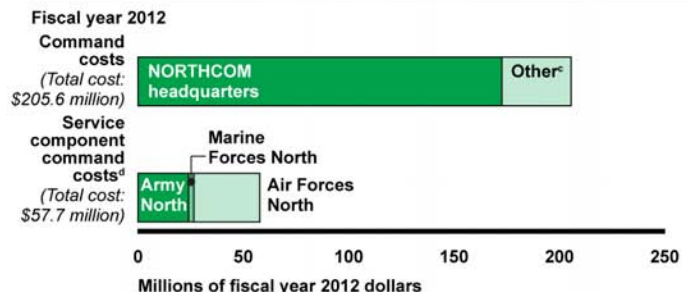 Fiscal year 2012
Command
costs
(Total cost:
$205.6 million)
NORTHCOM
headquarters
Otherᶜ
Service
component
command
costsᵈ
(Total cost:
$57.7 million)
Marine
Forces North
Army
North
Air Forces
North
0 50 100 150 200 250
Millions of fiscal year 2012 dollars